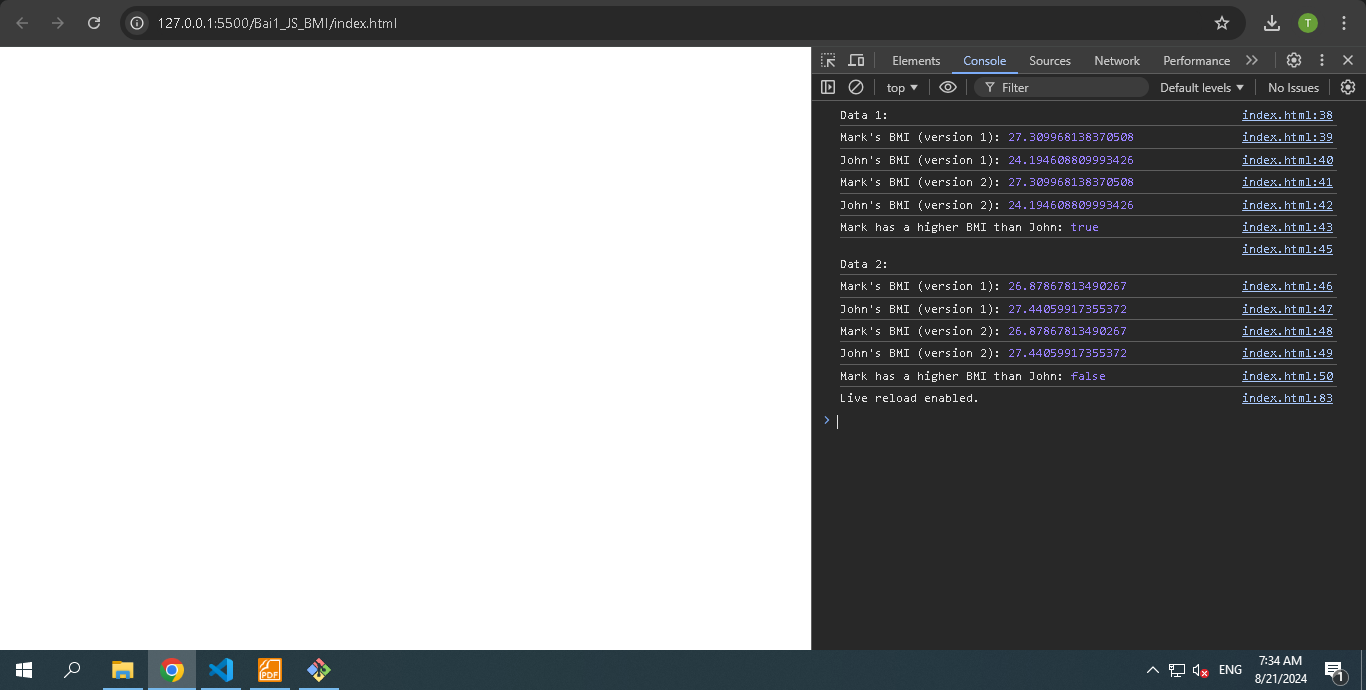 127.0.0.1:5500/Bai1_JS_BMI/index.html
T
Elements Console Sources Network Performance
top Filter Default levels No Issues
Data 1: index.html:38
Mark's BMI (version 1): 27.309968138370508 index.html:39
John's BMI (version 1): 24.194608809993426 index.html:40
Mark's BMI (version 2): 27.309968138370508 index.html:41
John's BMI (version 2): 24.194608809993426 index.html:42
Mark has a higher BMI than John: true index.html:43
index.html:45
Data 2:
Mark's BMI (version 1): 26.87867813490267 index.html:46
John's BMI (version 1): 27.44059917355372 index.html:47
Mark's BMI (version 2): 26.87867813490267 index.html:48
John's BMI (version 2): 27.44059917355372 index.html:49
Mark has a higher BMI than John: false index.html:50
Live reload enabled. index.html:83
PDF
ENG
7:34 AM
8/21/2024
1